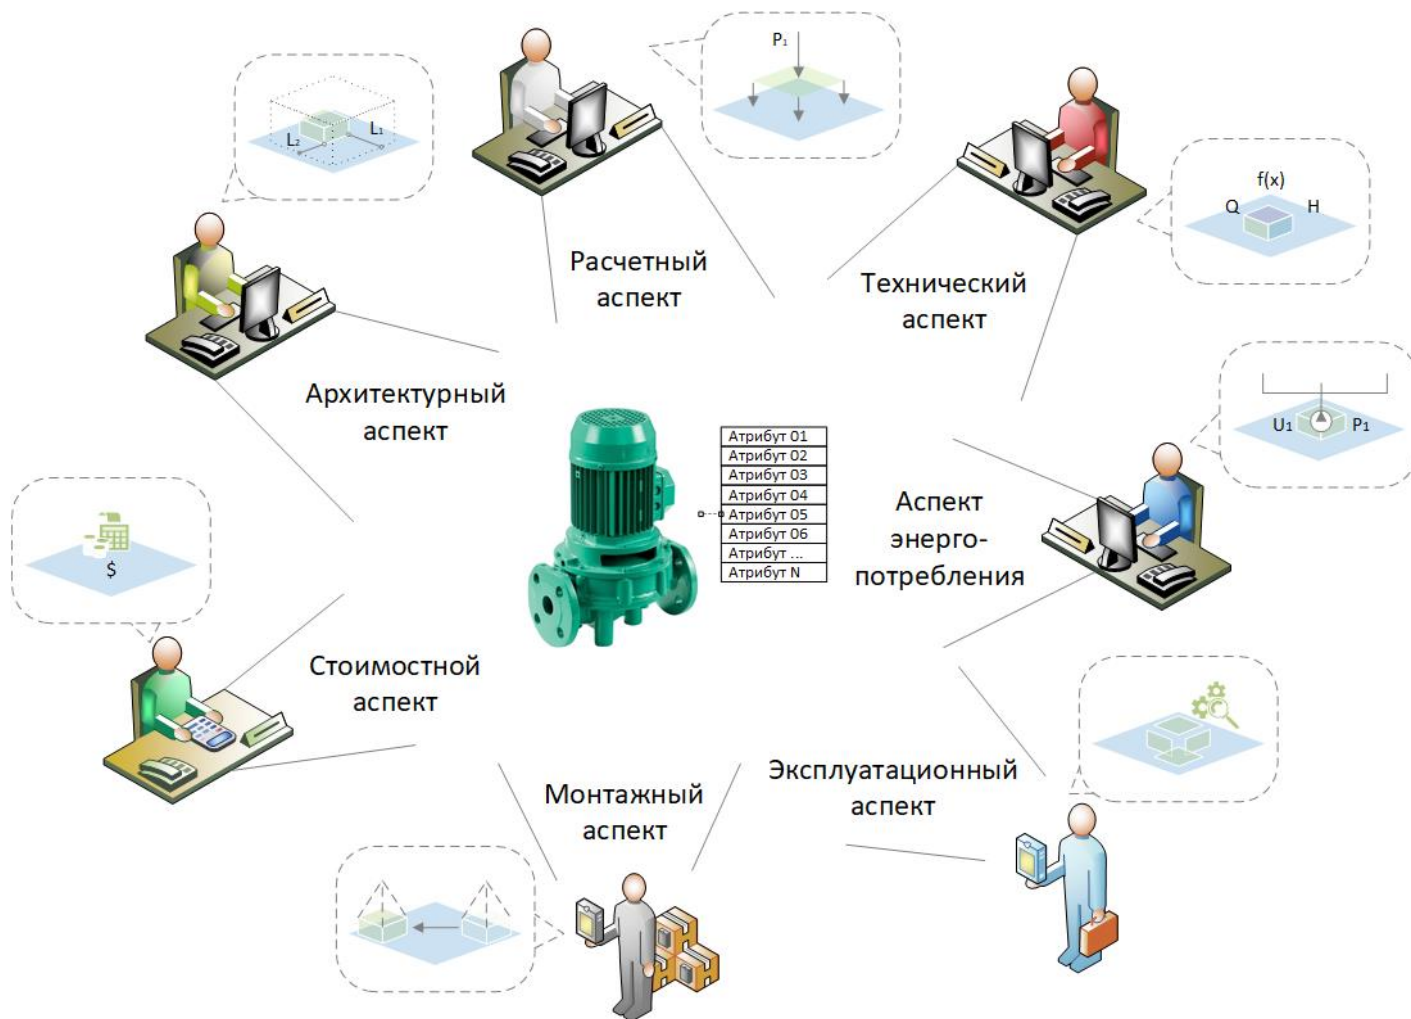 P₁
L₂
L₁
f(x)
Q
H
Расчетный
аспект
Технический
аспект
Архитектурный
аспект
U₁
P₁
Атрибут 01
Атрибут 02
Атрибут 03
Атрибут 04
Атрибут 05
Атрибут 06
Атрибут ...
Атрибут N
Аспект
энерго-
потребления
$
Стоимостной
аспект
Монтажный
аспект
Эксплуатационный
аспект